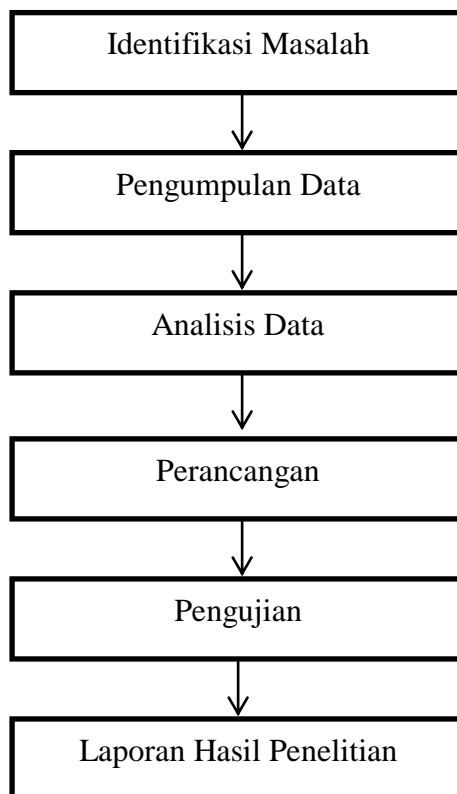 Identifikasi Masalah
Pengumpulan Data
Analisis Data
Perancangan
Pengujian
Laporan Hasil Penelitian